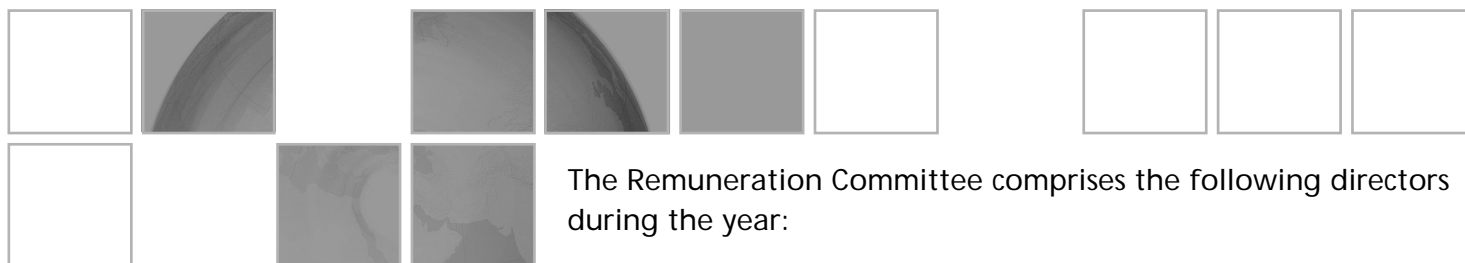 The Remuneration Committee comprises the following directors
during the year: